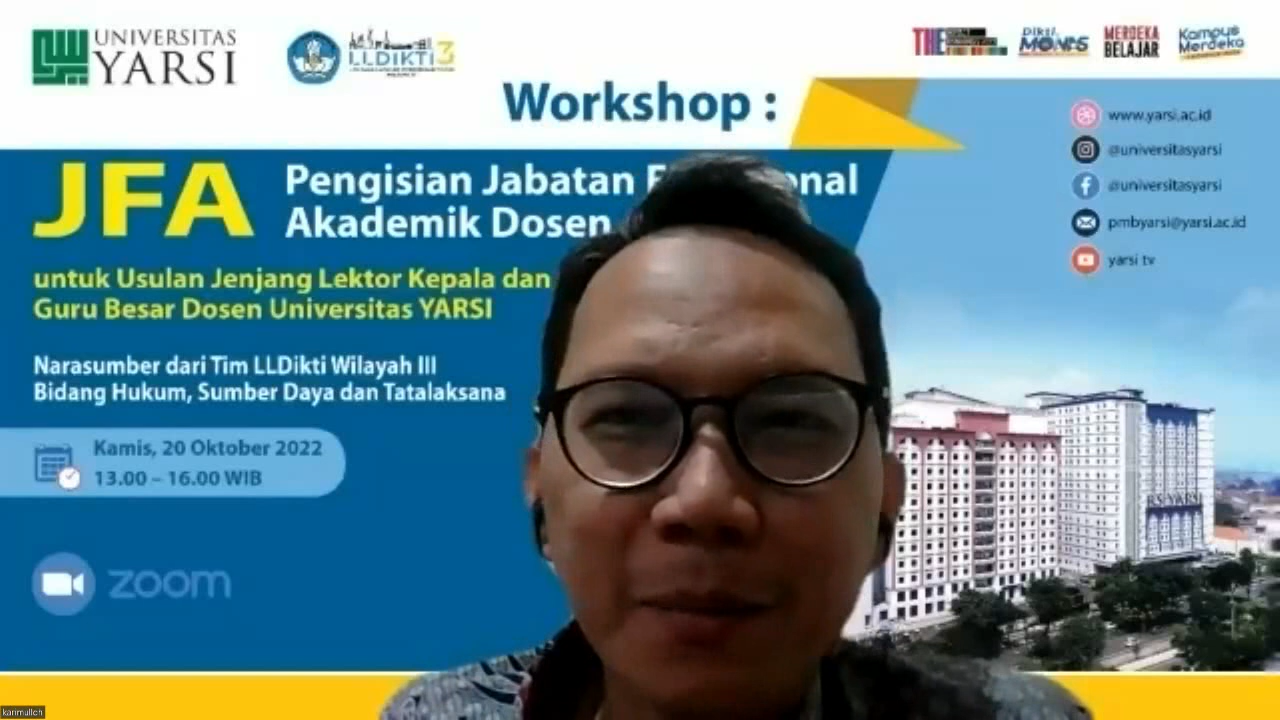 UNIVERSITAS
YARSI
LLDIKTI 3
THE
DIKTI
MERDEKA
BELAJAR
Kampus
Merdeka
Workshop :
JFA
Pengisian Jabatan
Akademik Dosen
untuk Usulan Jenjang Lektor Kepala dan
Guru Besar Dosen Universitas YARSI
Narasumber dari Tim LLDikti Wilayah III
Bidang Hukum, Sumber Daya dan Tatalaksana
Kamis, 20 Oktober 2022
13.00 – 16.00 WIB
zoom
www.yarsi.ac.id
@universitasyarsi
@universitasyarsi
pmbyarsi@yarsi.ac.id
yarsi tv
RS YARSI